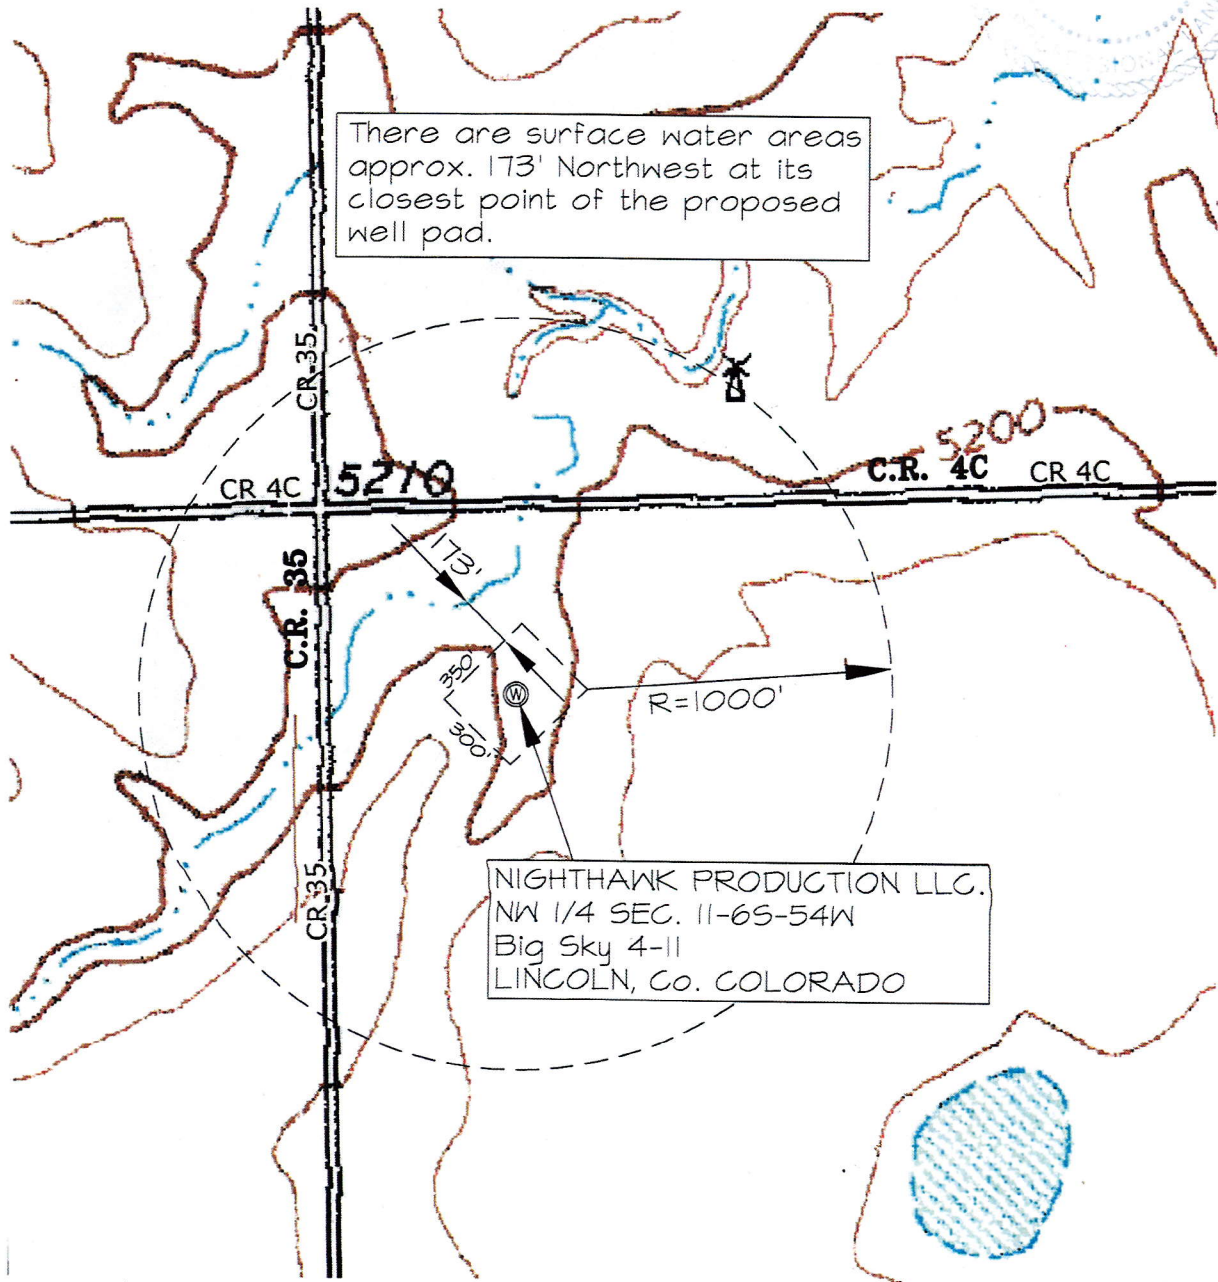 There are surface water areas
approx. 173' Northwest at its
closest point of the proposed
well pad.
CR 35
5200
C.R. 4C
CR 4C
CR 4C
5210
173'
C.R. 35
350'
W
R=1000'
300'
CR 35
NIGHTHAWK PRODUCTION LLC.
NW 1/4 SEC. 11-6S-54W
Big Sky 4-11
LINCOLN, Co. COLORADO